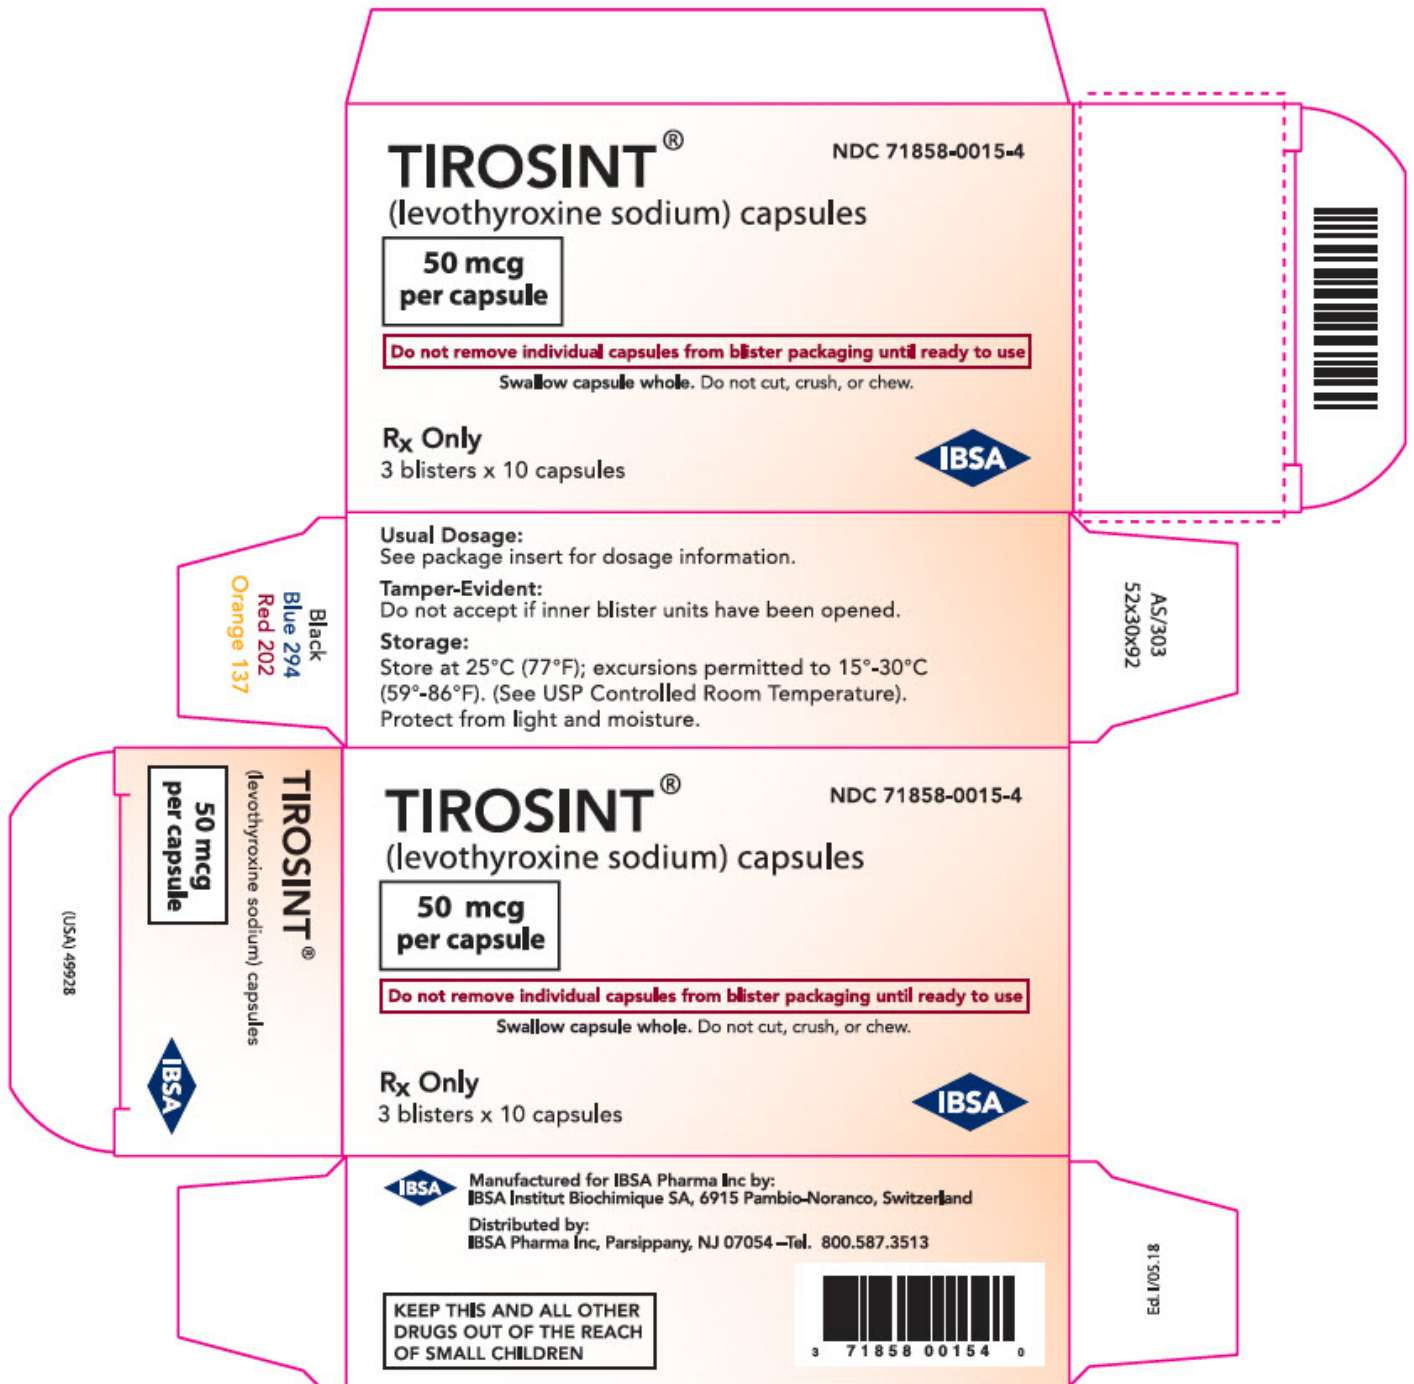 TIROSINT®
NDC 71858-0015-4
(levothyroxine sodium) capsules
50 mcg
per capsule
Do not remove individual capsules from blister packaging until ready to use
Swallow capsule whole. Do not cut, crush, or chew.
Rx Only
3 blisters x 10 capsules
IBSA
Usual Dosage:
See package insert for dosage information.
Tamper-Evident:
Do not accept if inner blister units have been opened.
Storage:
Store at 25°C (77°F); excursions permitted to 15°-30°C
(59°-86°F). (See USP Controlled Room Temperature).
Protect from light and moisture.
Black
Blue 294
Red 202
Orange 137
AS/303
52x30x92
TIROSINT®
(levothyroxine sodium) capsules
50 mcg
per capsule
IBSA
(USA) 49928
TIROSINT®
NDC 71858-0015-4
(levothyroxine sodium) capsules
50 mcg
per capsule
Do not remove individual capsules from blister packaging until ready to use
Swallow capsule whole. Do not cut, crush, or chew.
Rx Only
3 blisters x 10 capsules
IBSA
IBSA
Manufactured for IBSA Pharma Inc by:
IBSA Institut Biochimique SA, 6915 Pambio-Noranco, Switzerland
Distributed by:
IBSA Pharma Inc, Parsippany, NJ 07054 –Tel. 800.587.3513
KEEP THIS AND ALL OTHER
DRUGS OUT OF THE REACH
OF SMALL CHILDREN
3 71858 00154 0
Ed. I/05.18